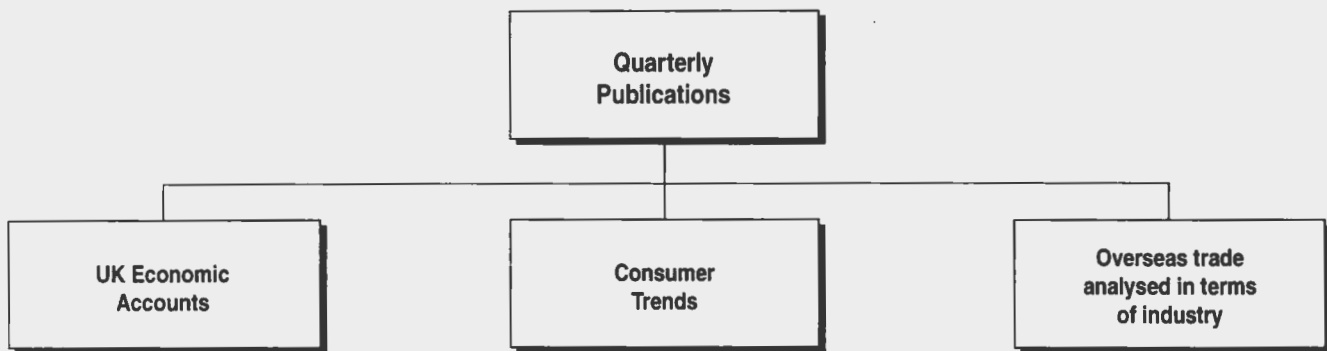 Quarterly
Publications
UK Economic
Accounts
Consumer
Trends
Overseas trade
analysed in terms
of industry